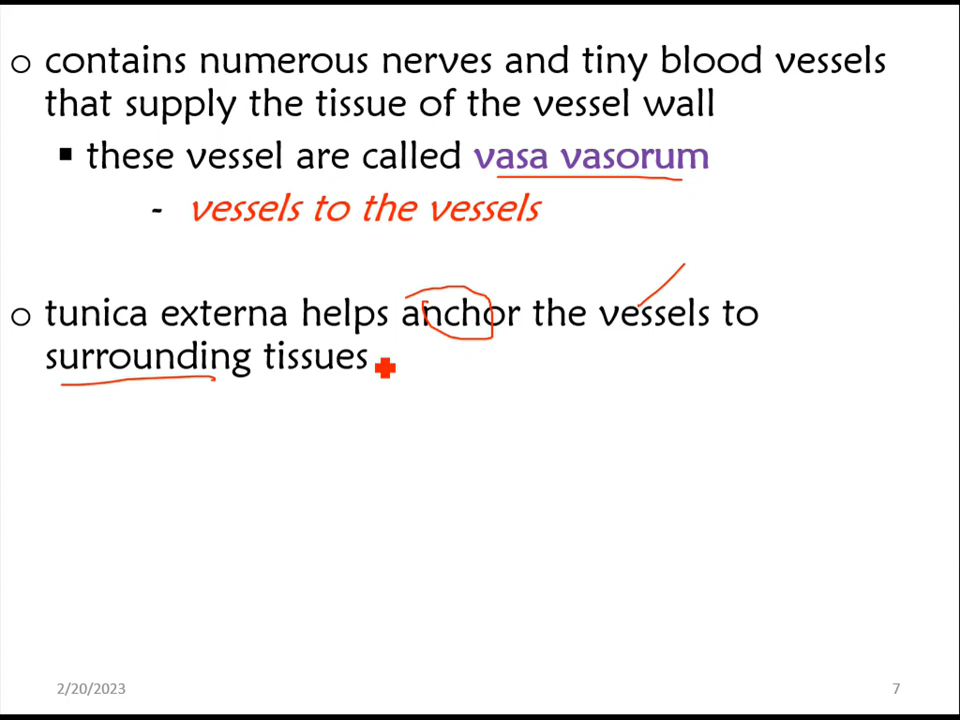 o contains numerous nerves and tiny blood vessels
that supply the tissue of the vessel wall
▪ these vessel are called vasa vasorum
- vessels to the vessels
o tunica externa helps anchor the vessels to
surrounding tissues
2/20/2023
7